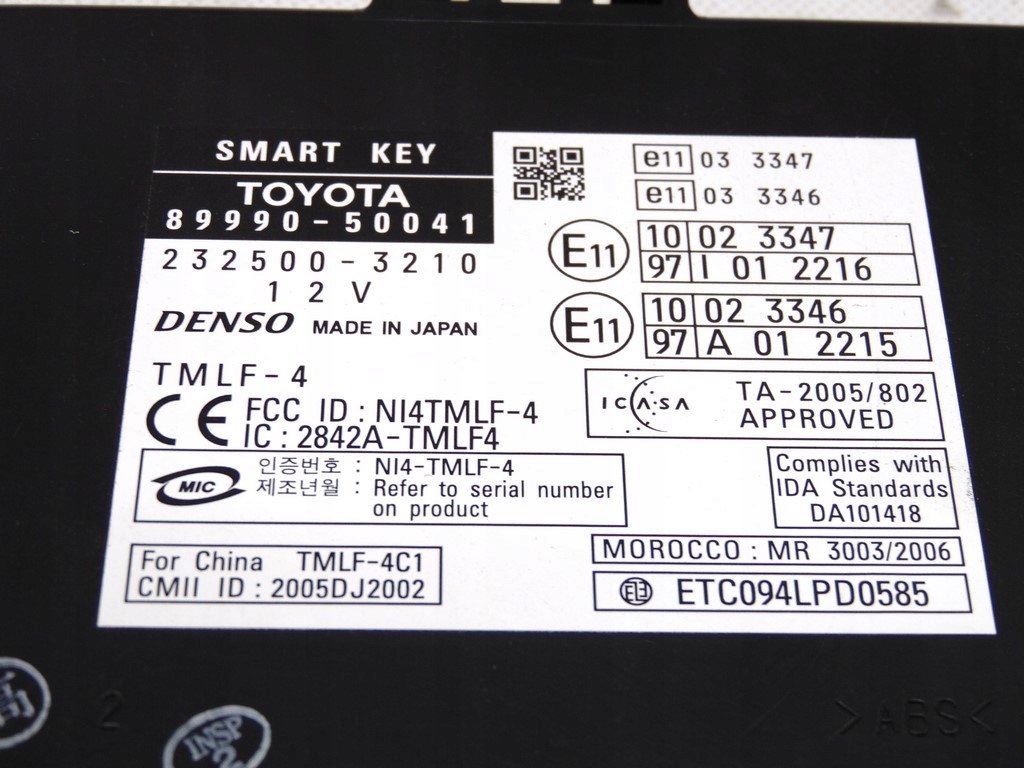 SMART KEY
TOYOTA
89990-50041
232500-3210
12V
DENSO MADE IN JAPAN
TMLF-4
CE FCC ID : NI4TMLF-4
IC : 2842A-TMLF4
MIC 인증번호 : NI4-TMLF-4
제조년월 : Refer to serial number
on product
For China TMLF-4C1
CMII ID : 2005DJ2002
e11 03 3347
e11 03 3346
E11 10 02 3347
97 I 01 2216
E11 10 02 3346
97 A 01 2215
ICASA TA-2005/802
APPROVED
Complies with
IDA Standards
DA101418
MOROCCO : MR 3003/2006
ETC094LPD0585
2
INSP
>ABS<